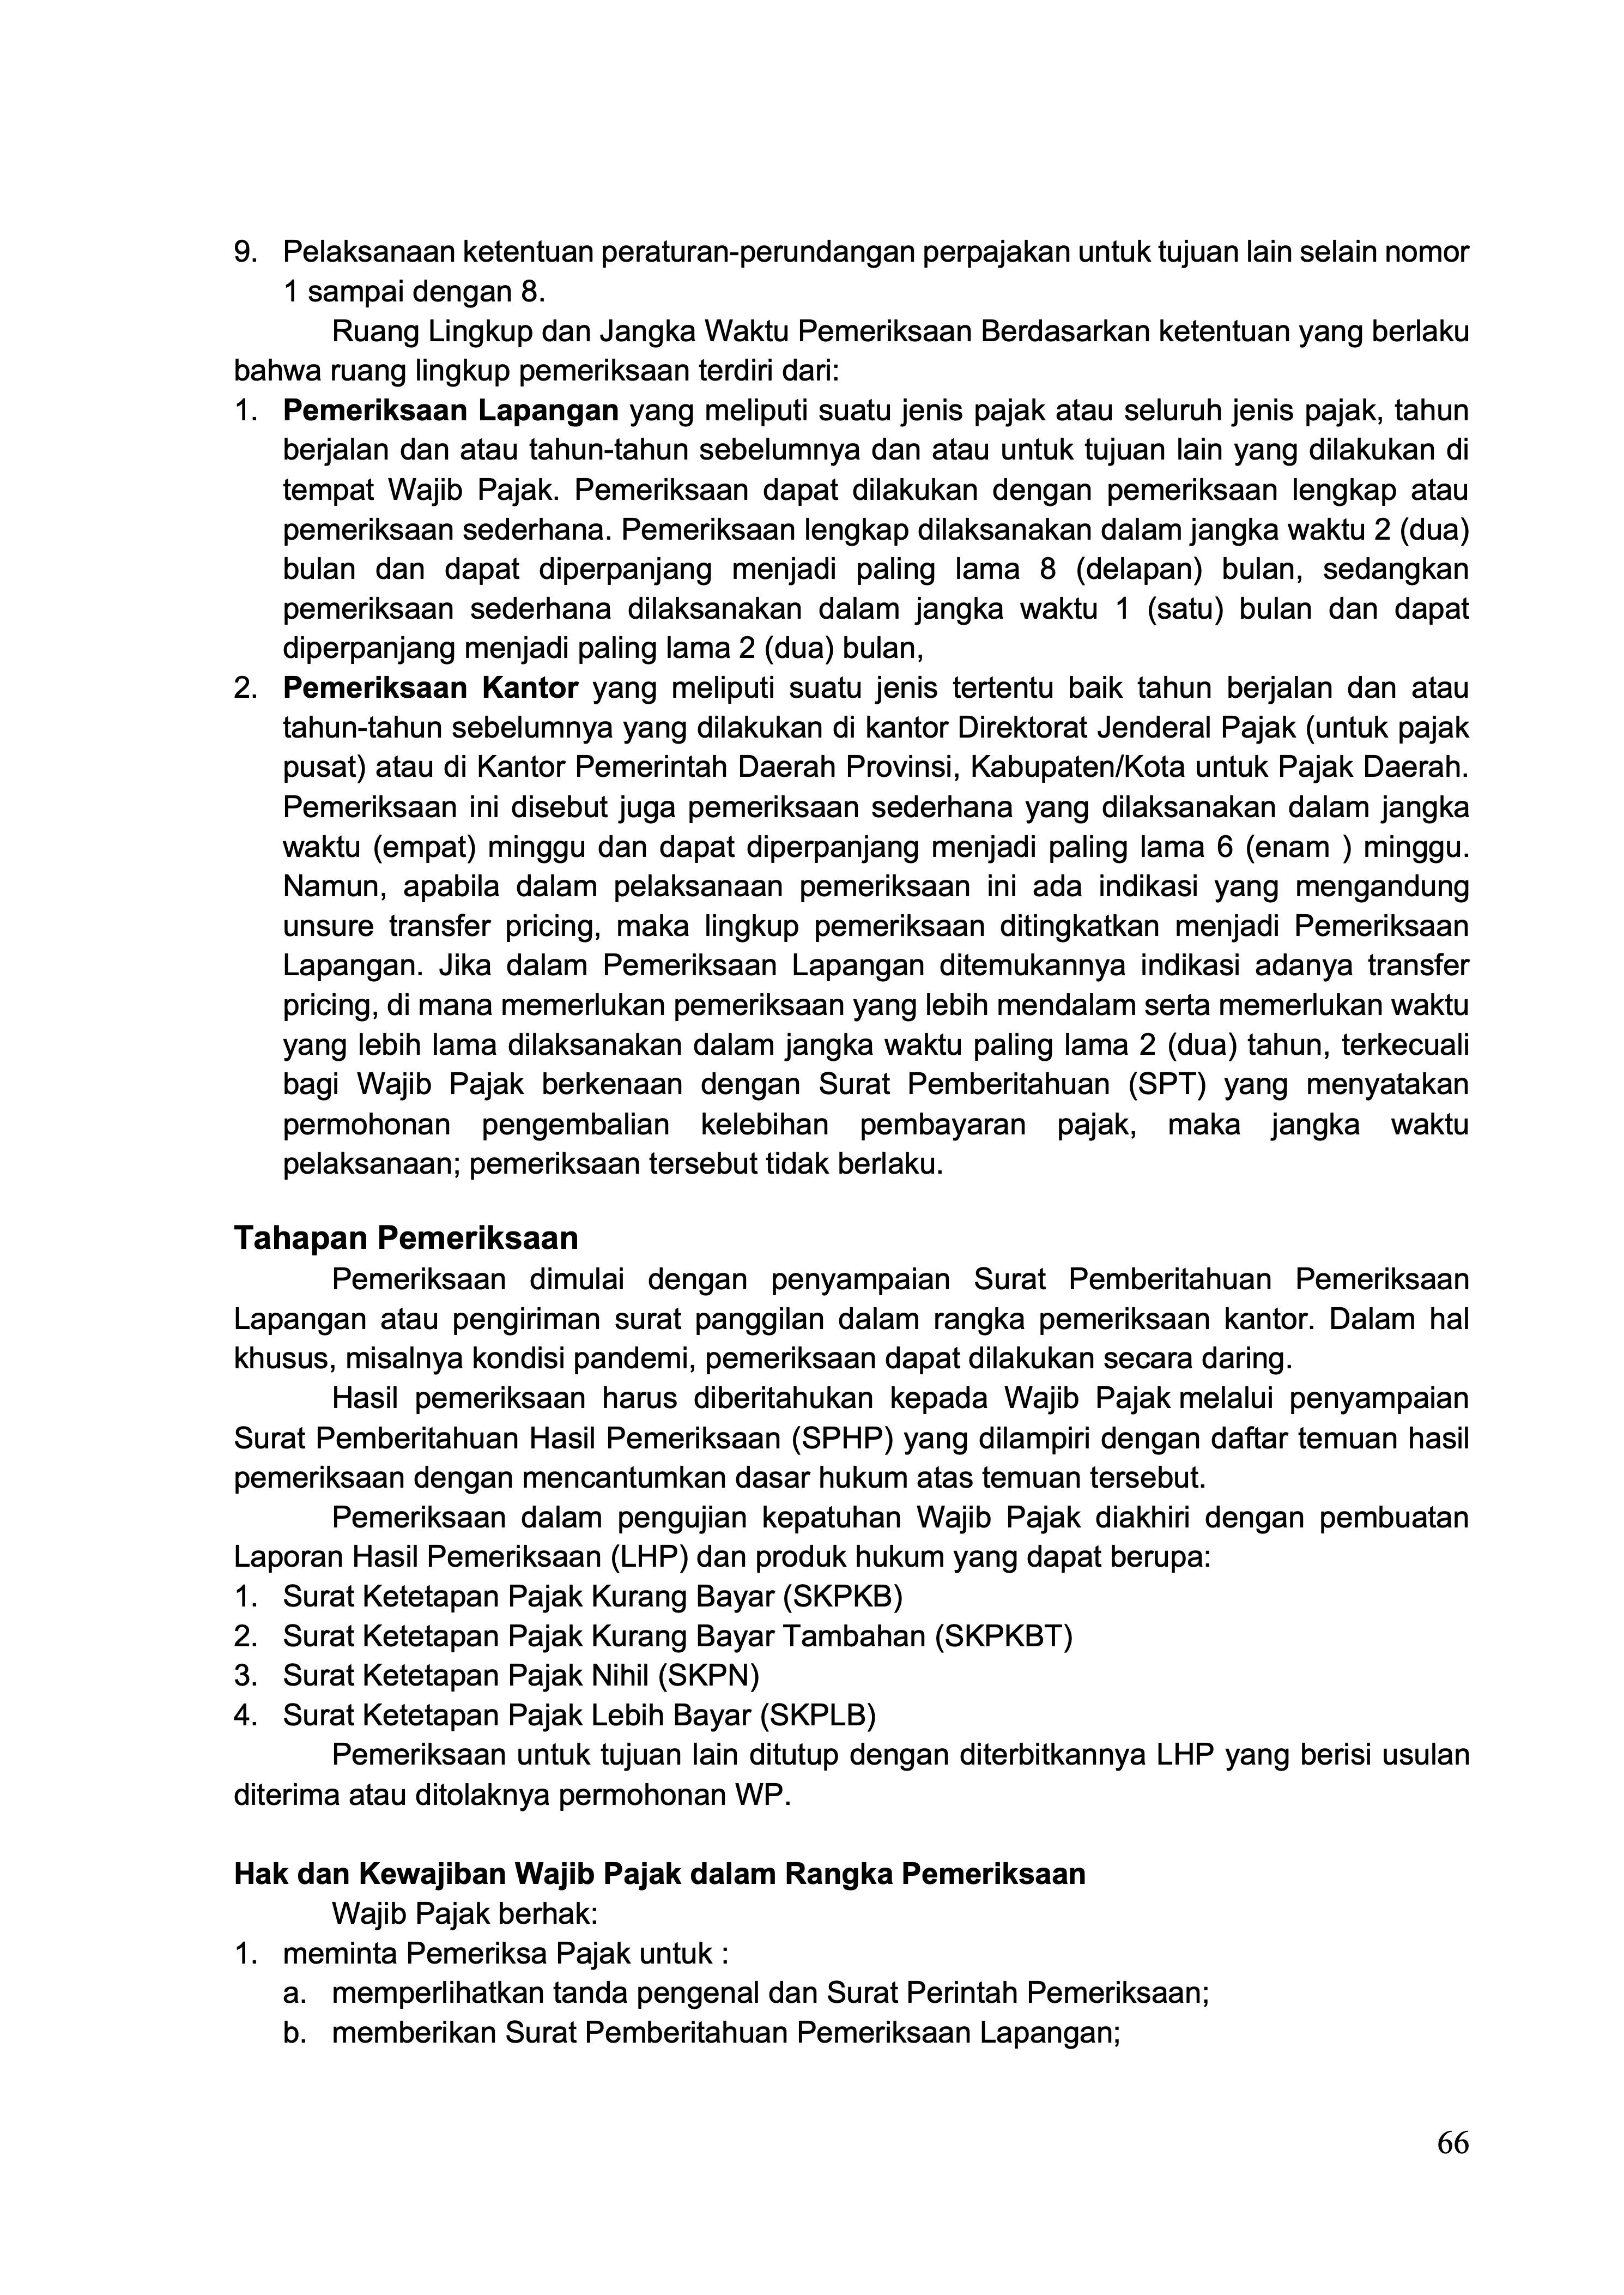 9. Pelaksanaan ketentuan peraturan-perundangan perpajakan untuk tujuan lain selain nomor
1 sampai dengan 8.
Ruang Lingkup dan Jangka Waktu Pemeriksaan Berdasarkan ketentuan yang berlaku
bahwa ruang lingkup pemeriksaan terdiri dari:
1. Pemeriksaan Lapangan yang meliputi suatu jenis pajak atau seluruh jenis pajak, tahun
berjalan dan atau tahun-tahun sebelumnya dan atau untuk tujuan lain yang dilakukan di
tempat Wajib Pajak. Pemeriksaan dapat dilakukan dengan pemeriksaan lengkap atau
pemeriksaan sederhana. Pemeriksaan lengkap dilaksanakan dalam jangka waktu 2 (dua)
bulan dan dapat diperpanjang menjadi paling lama 8 (delapan) bulan, sedangkan
pemeriksaan sederhana dilaksanakan dalam jangka waktu 1 (satu) bulan dan dapat
diperpanjang menjadi paling lama 2 (dua) bulan,
2. Pemeriksaan Kantor yang meliputi suatu jenis tertentu baik tahun berjalan dan atau
tahun-tahun sebelumnya yang dilakukan di kantor Direktorat Jenderal Pajak (untuk pajak
pusat) atau di Kantor Pemerintah Daerah Provinsi, Kabupaten/Kota untuk Pajak Daerah.
Pemeriksaan ini disebut juga pemeriksaan sederhana yang dilaksanakan dalam jangka
waktu (empat) minggu dan dapat diperpanjang menjadi paling lama 6 (enam ) minggu.
Namun, apabila dalam pelaksanaan pemeriksaan ini ada indikasi yang mengandung
unsure transfer pricing, maka lingkup pemeriksaan ditingkatkan menjadi Pemeriksaan
Lapangan. Jika dalam Pemeriksaan Lapangan ditemukannya indikasi adanya transfer
pricing, di mana memerlukan pemeriksaan yang lebih mendalam serta memerlukan waktu
yang lebih lama dilaksanakan dalam jangka waktu paling lama 2 (dua) tahun, terkecuali
bagi Wajib Pajak berkenaan dengan Surat Pemberitahuan (SPT) yang menyatakan
permohonan pengembalian kelebihan pembayaran pajak, maka jangka waktu
pelaksanaan; pemeriksaan tersebut tidak berlaku.
Tahapan Pemeriksaan
Pemeriksaan dimulai dengan penyampaian Surat Pemberitahuan Pemeriksaan
Lapangan atau pengiriman surat panggilan dalam rangka pemeriksaan kantor. Dalam hal
khusus, misalnya kondisi pandemi, pemeriksaan dapat dilakukan secara daring.
Hasil pemeriksaan harus diberitahukan kepada Wajib Pajak melalui penyampaian
Surat Pemberitahuan Hasil Pemeriksaan (SPHP) yang dilampiri dengan daftar temuan hasil
pemeriksaan dengan mencantumkan dasar hukum atas temuan tersebut.
Pemeriksaan dalam pengujian kepatuhan Wajib Pajak diakhiri dengan pembuatan
Laporan Hasil Pemeriksaan (LHP) dan produk hukum yang dapat berupa:
1. Surat Ketetapan Pajak Kurang Bayar (SKPKB)
2. Surat Ketetapan Pajak Kurang Bayar Tambahan (SKPKBT)
3. Surat Ketetapan Pajak Nihil (SKPN)
4. Surat Ketetapan Pajak Lebih Bayar (SKPLB)
Pemeriksaan untuk tujuan lain ditutup dengan diterbitkannya LHP yang berisi usulan
diterima atau ditolaknya permohonan WP.
Hak dan Kewajiban Wajib Pajak dalam Rangka Pemeriksaan
Wajib Pajak berhak:
1. meminta Pemeriksa Pajak untuk :
a. memperlihatkan tanda pengenal dan Surat Perintah Pemeriksaan;
b. memberikan Surat Pemberitahuan Pemeriksaan Lapangan;
66